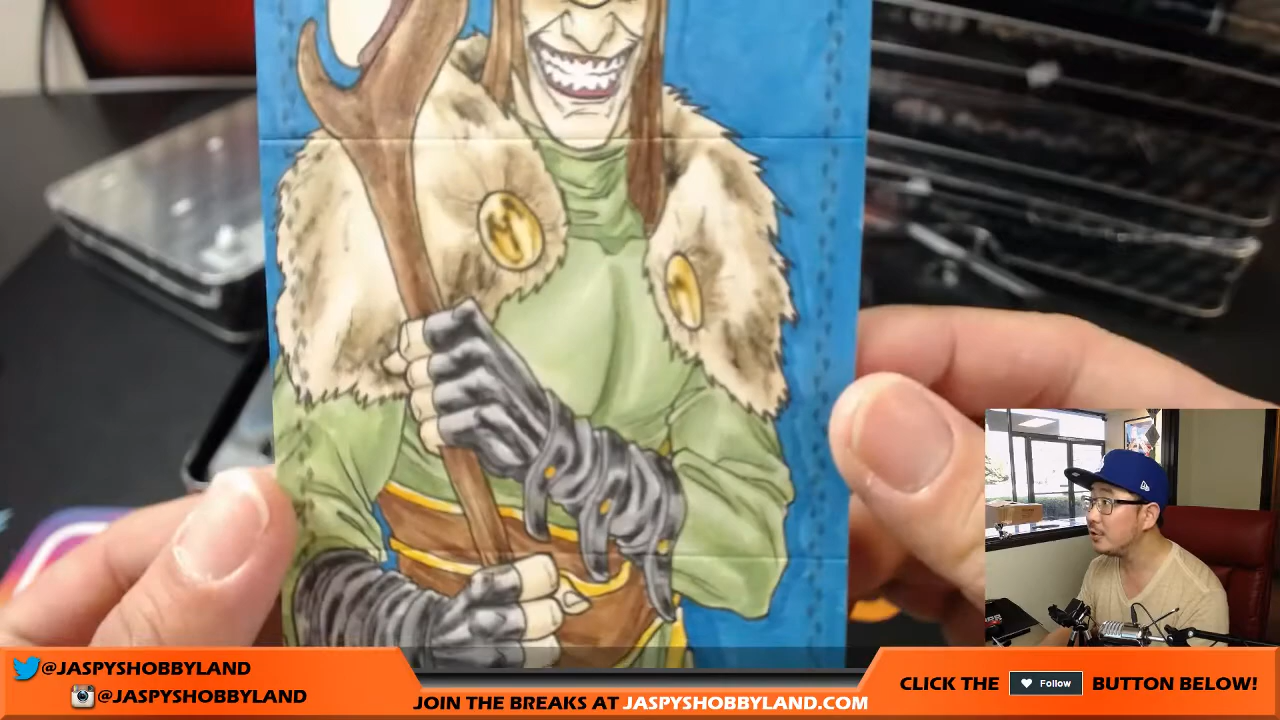 @JASPYSHOBBYLAND
@JASPYSHOBBYLAND
JOIN THE BREAKS AT JASPYSHOBBYLAND.COM
CLICK THE Follow BUTTON BELOW!